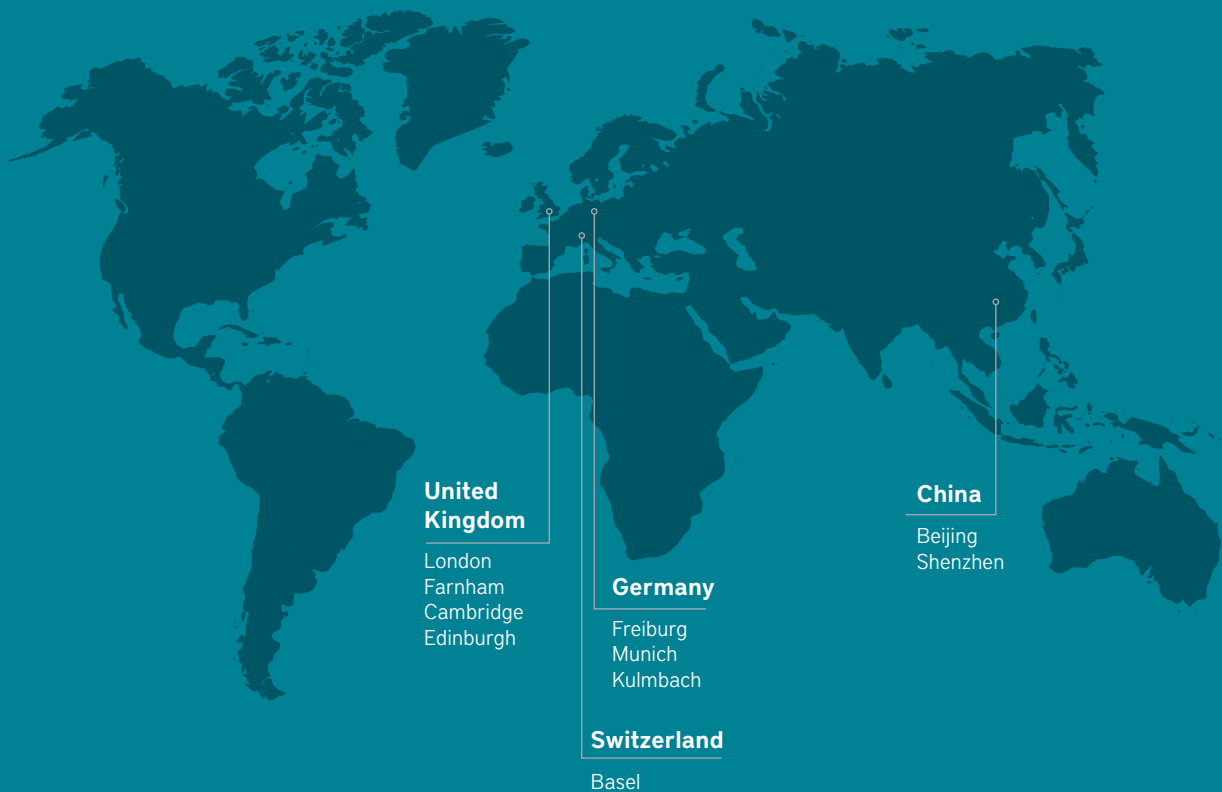 United
Kingdom
London
Farnham
Cambridge
Edinburgh
Germany
Freiburg
Munich
Kulmbach
Switzerland
Basel
China
Beijing
Shenzhen